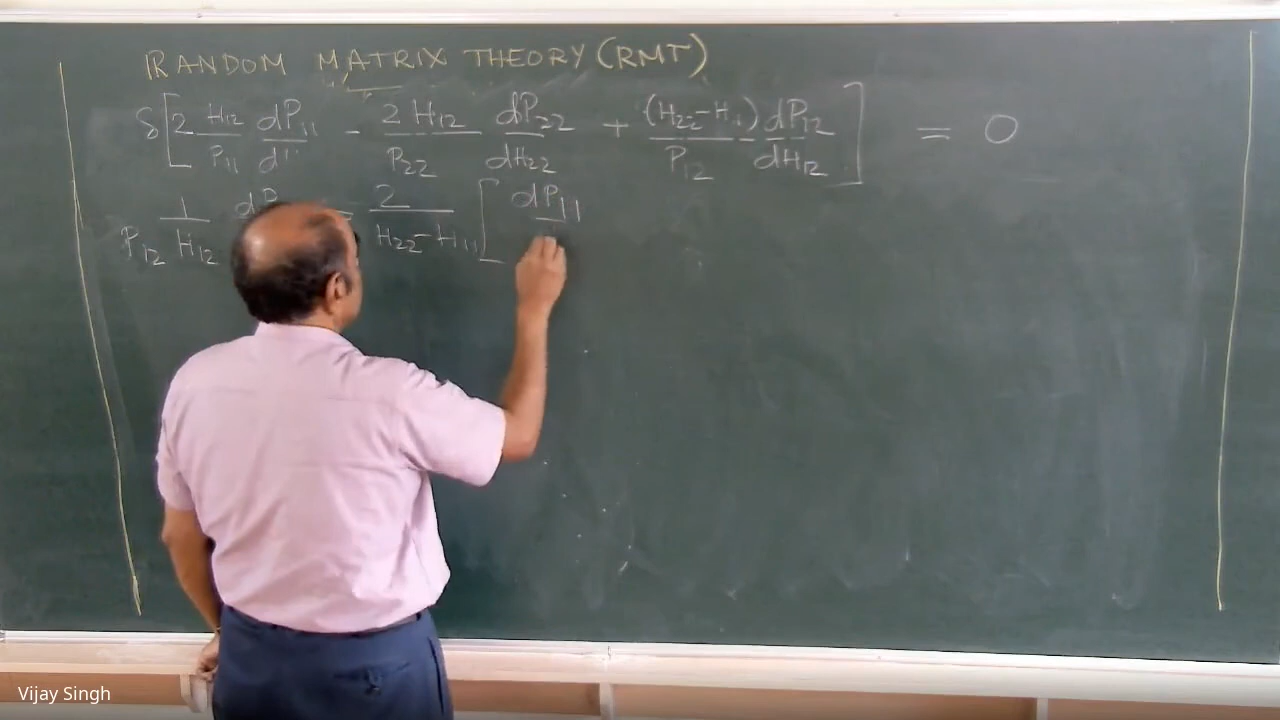 RANDOM MATRIX THEORY (RMT)
δ[2 H12/P11 dP11/d - 2 H12/P22 dP22/dH22 + (H22-H11)/P12 dP12/dH12] = 0
1/(P12 H12) dP = 2/(H22-H11) [dP11/
Vijay Singh